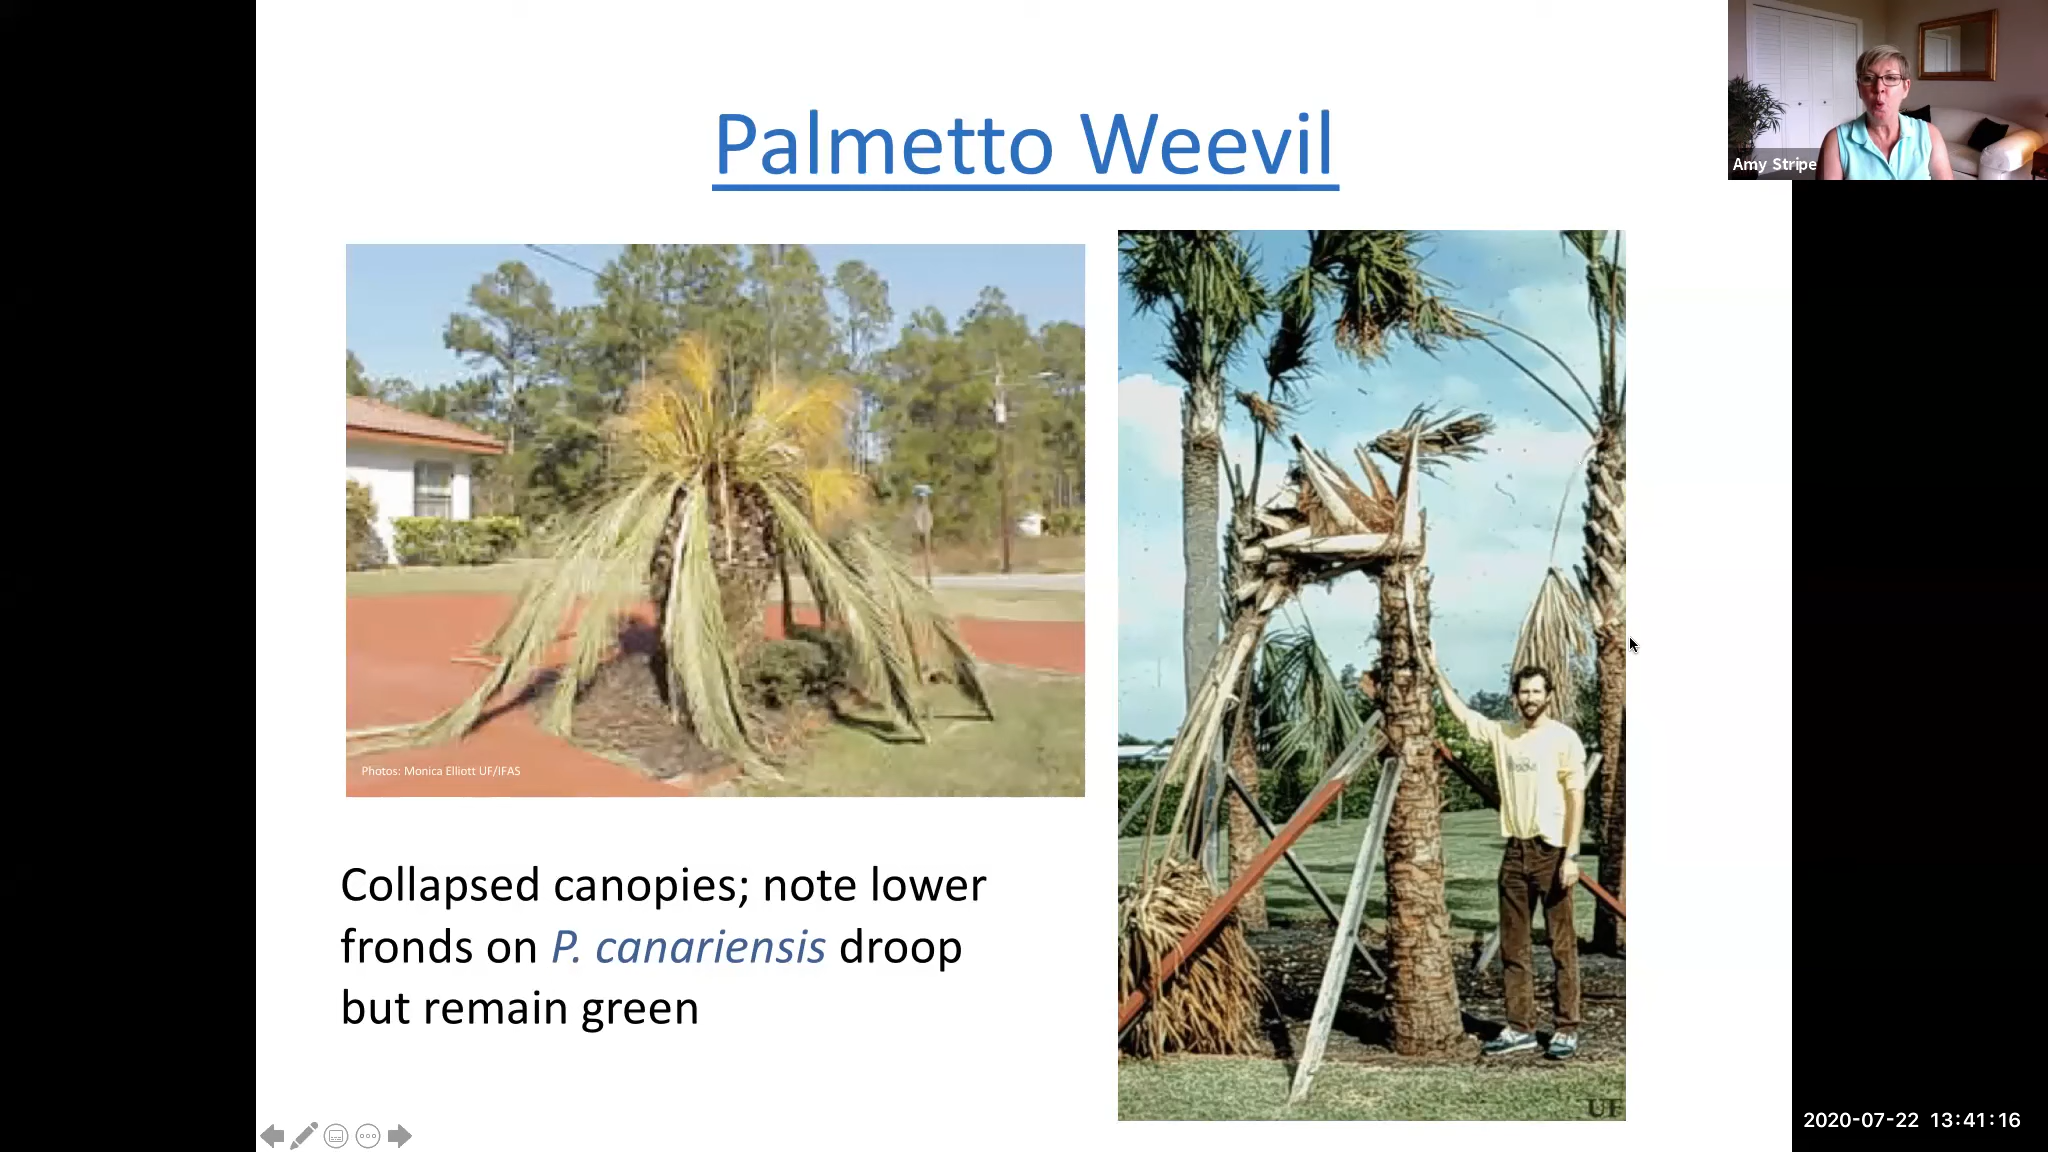 Palmetto Weevil
Amy Stripe
Photos: Monica Elliott UF/IFAS
Collapsed canopies; note lower
fronds on P. canariensis droop
but remain green
UF
2020-07-22 13:41:16